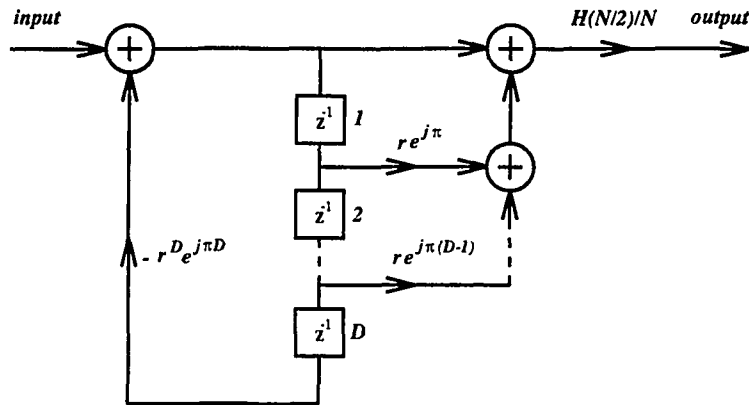 input
H(N/2)/N
output
+
+
z⁻¹ 1
re^{jπ}
+
z⁻¹ 2
- r^D e^{jπD}
re^{jπ(D-1)}
z⁻¹ D